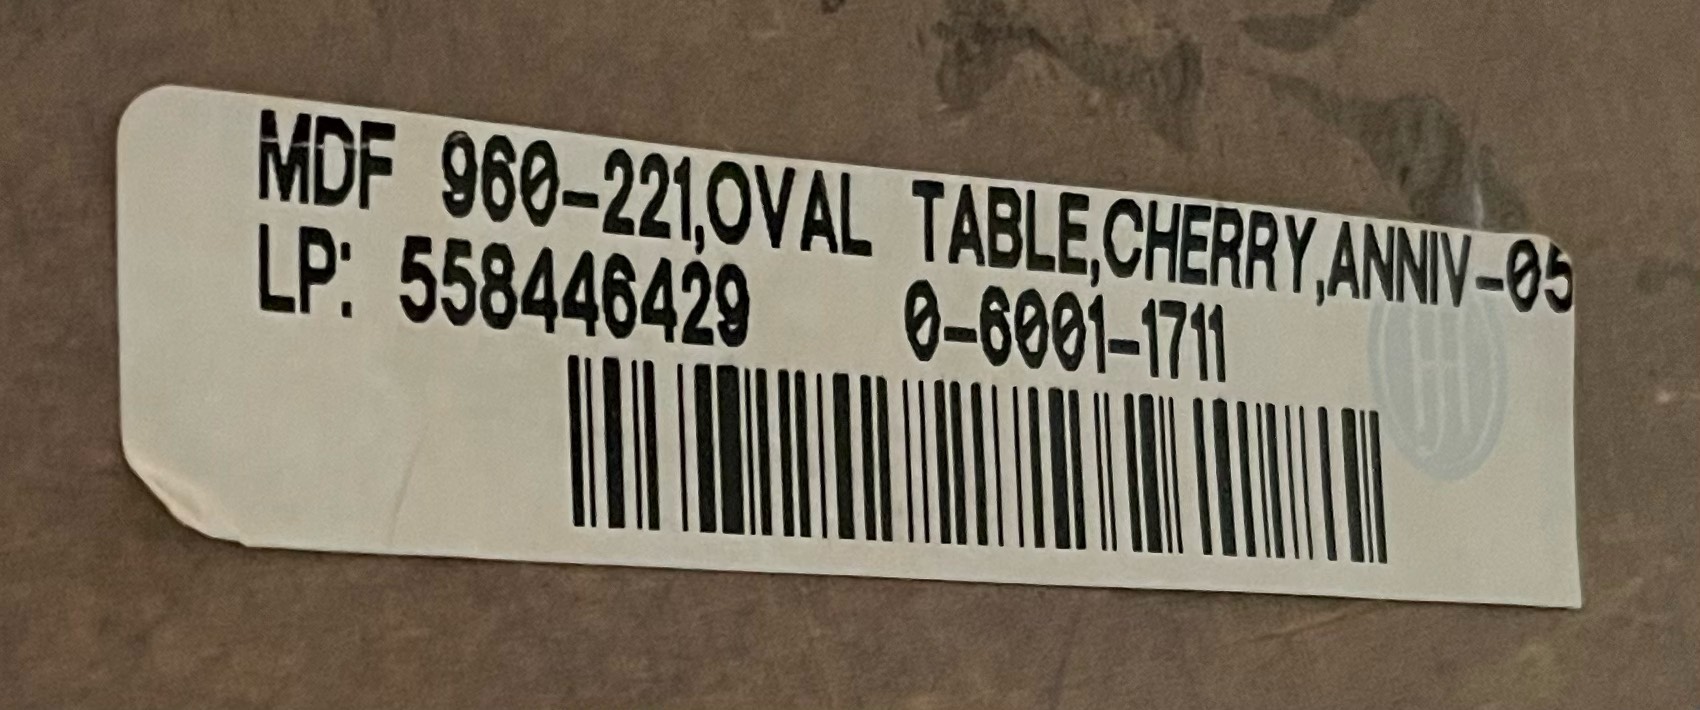 MDF 960-221,OVAL TABLE,CHERRY,ANNIV-05
LP: 558446429 0-6001-1711